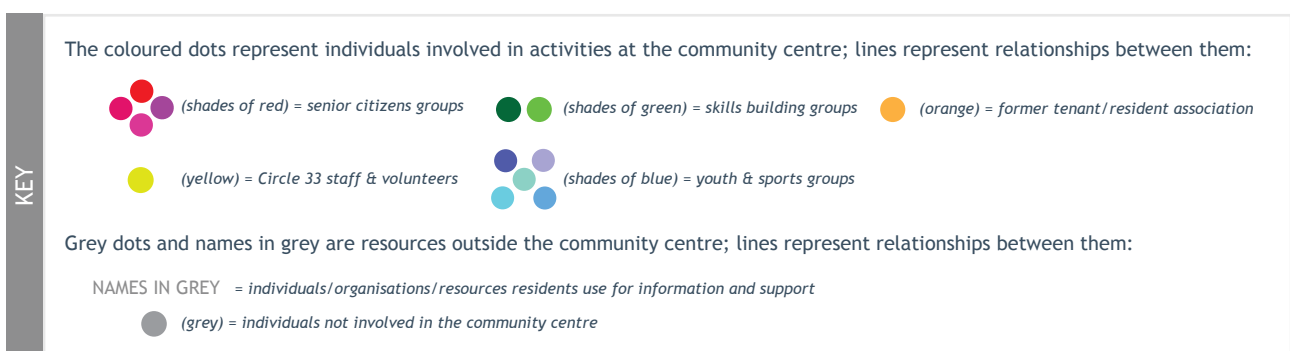 KEY
The coloured dots represent individuals involved in activities at the community centre; lines represent relationships between them:
(shades of red) = senior citizens groups
(shades of green) = skills building groups
(orange) = former tenant/resident association
(yellow) = Circle 33 staff & volunteers
(shades of blue) = youth & sports groups
Grey dots and names in grey are resources outside the community centre; lines represent relationships between them:
NAMES IN GREY = individuals/organisations/resources residents use for information and support
(grey) = individuals not involved in the community centre